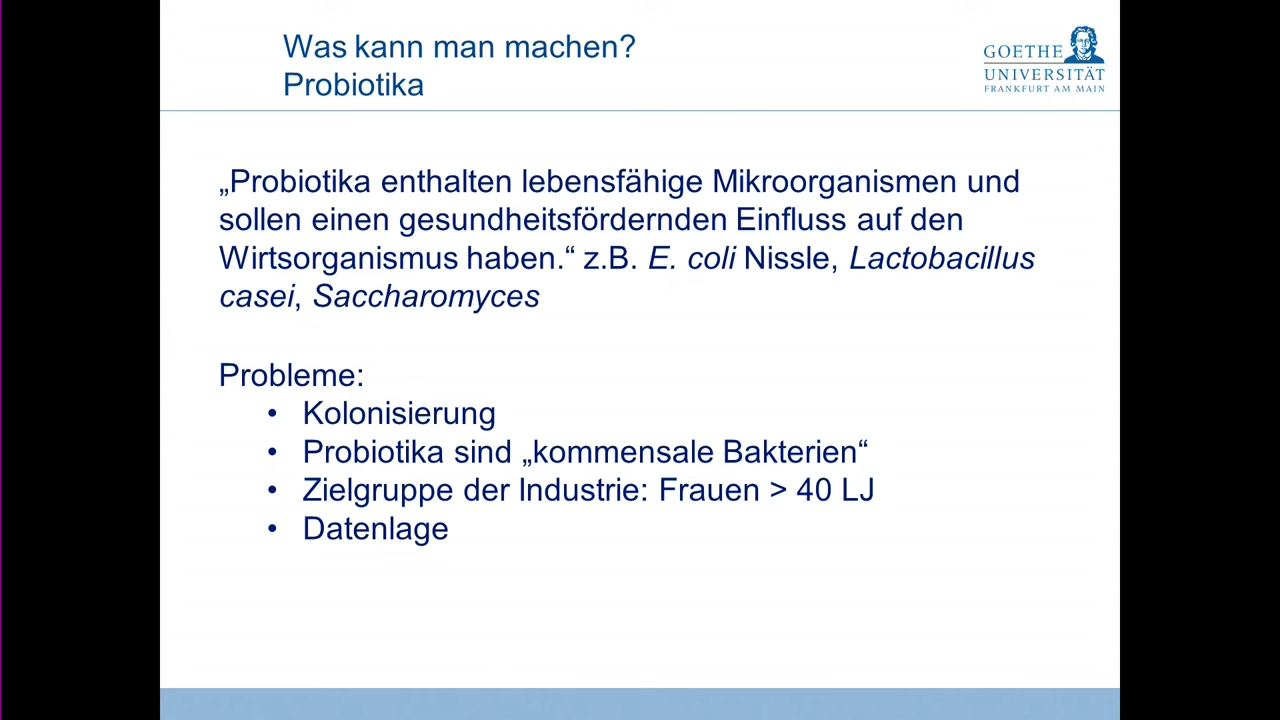 Was kann man machen?
Probiotika
GOETHE
UNIVERSITÄT
FRANKFURT AM MAIN
„Probiotika enthalten lebensfähige Mikroorganismen und
sollen einen gesundheitsfördernden Einfluss auf den
Wirtsorganismus haben.“ z.B. E. coli Nissle, Lactobacillus
casei, Saccharomyces
Probleme:
• Kolonisierung
• Probiotika sind „kommensale Bakterien“
• Zielgruppe der Industrie: Frauen > 40 LJ
• Datenlage